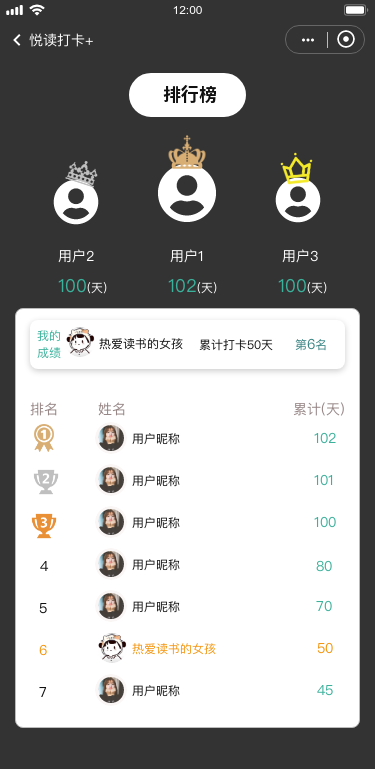 12:00
悦读打卡+
排行榜
用户2
用户1
用户3
100(天)
102(天)
100(天)
我的
成绩
热爱读书的女孩
累计打卡50天
第6名
排名
姓名
累计(天)
1 用户昵称 102
2 用户昵称 101
3 用户昵称 100
4 用户昵称 80
5 用户昵称 70
6 热爱读书的女孩 50
7 用户昵称 45